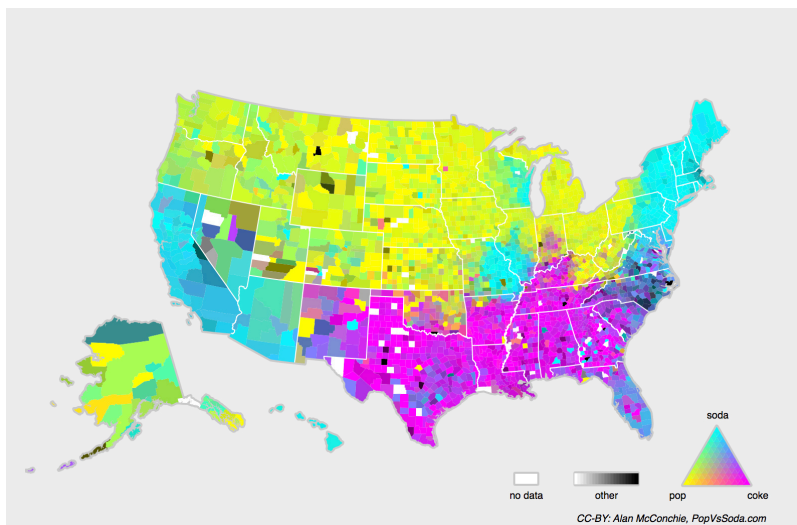 soda
no data
other
pop
coke
CC-BY: Alan McConchie, PopVsSoda.com